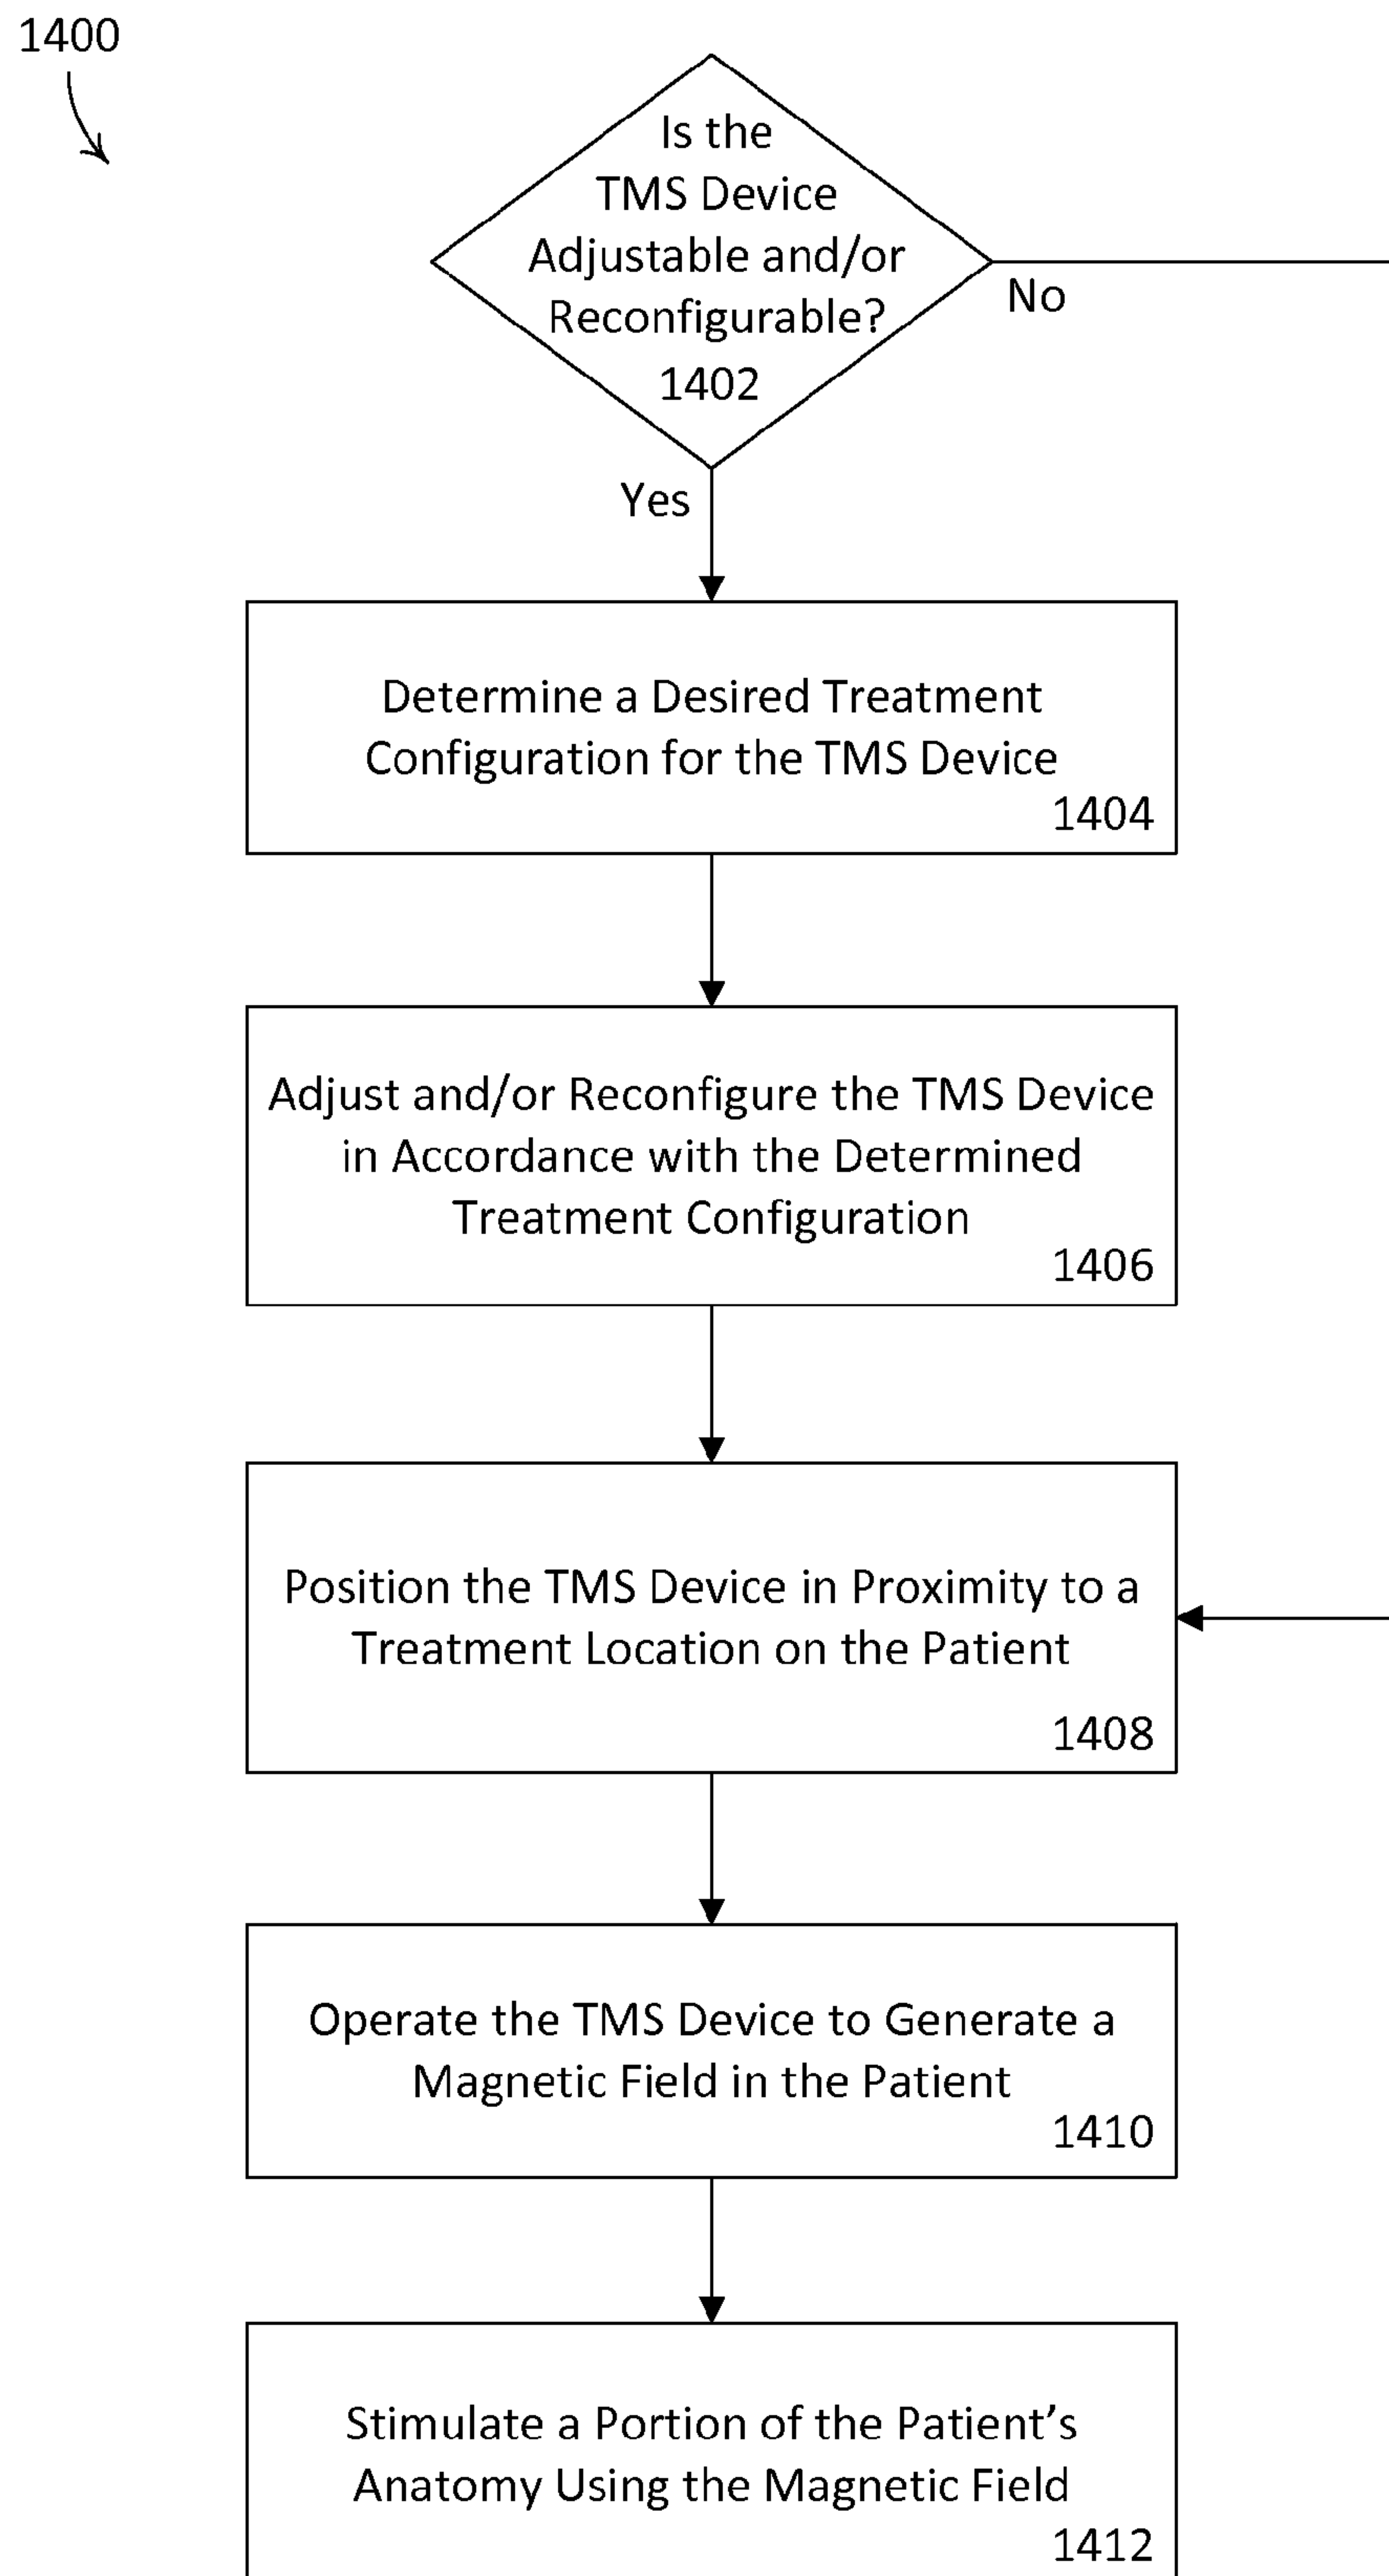 1400
Is the
TMS Device
Adjustable and/or
Reconfigurable?
1402
No
Yes
Determine a Desired Treatment
Configuration for the TMS Device
1404
Adjust and/or Reconfigure the TMS Device
in Accordance with the Determined
Treatment Configuration
1406
Position the TMS Device in Proximity to a
Treatment Location on the Patient
1408
Operate the TMS Device to Generate a
Magnetic Field in the Patient
1410
Stimulate a Portion of the Patient’s
Anatomy Using the Magnetic Field
1412